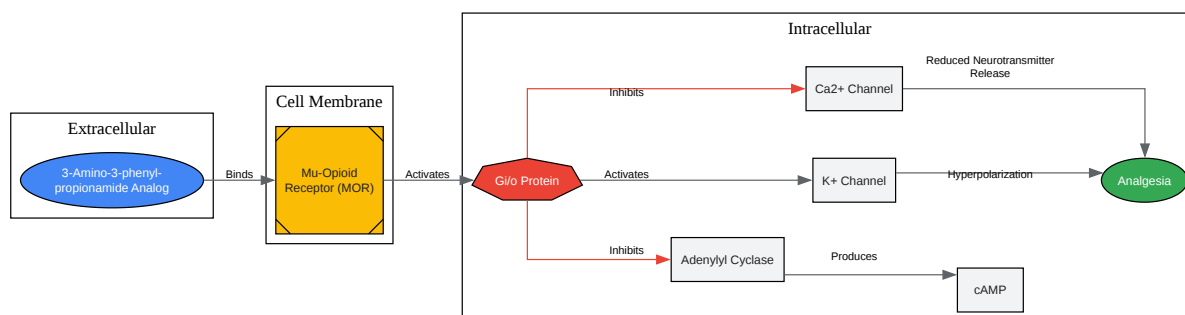 Extracellular
3-Amino-3-phenyl-
propionamide Analog
Binds
Cell Membrane
Mu-Opioid
Receptor (MOR)
Activates
Intracellular
Gi/o Protein
Inhibits
Ca2+ Channel
Reduced Neurotransmitter
Release
Activates
K+ Channel
Hyperpolarization
Analgesia
Inhibits
Adenylyl Cyclase
Produces
cAMP